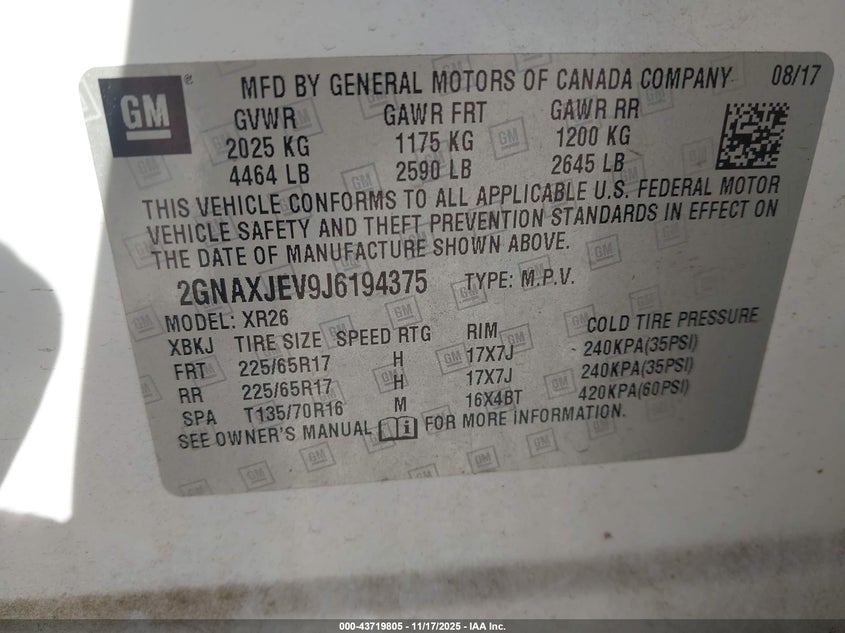 GM ® MFD BY GENERAL MOTORS OF CANADA COMPANY 08/17
GVWR GAWR FRT GAWR RR
2025 KG 1175 KG 1200 KG
4464 LB 2590 LB 2645 LB
THIS VEHICLE CONFORMS TO ALL APPLICABLE U.S. FEDERAL MOTOR
VEHICLE SAFETY AND THEFT PREVENTION STANDARDS IN EFFECT ON
THE DATE OF MANUFACTURE SHOWN ABOVE.
2GNAXJEV9J6194375 TYPE: M.P.V.
MODEL: XR26
XBKJ TIRE SIZE SPEED RTG RIM COLD TIRE PRESSURE
FRT 225/65R17 H 17X7J 240KPA(35PSI)
RR 225/65R17 H 17X7J 240KPA(35PSI)
SPA T135/70R16 M 16X4BT 420KPA(60PSI)
SEE OWNER'S MANUAL FOR MORE INFORMATION.
000-43719805 - 11/17/2025 - IAA Inc.